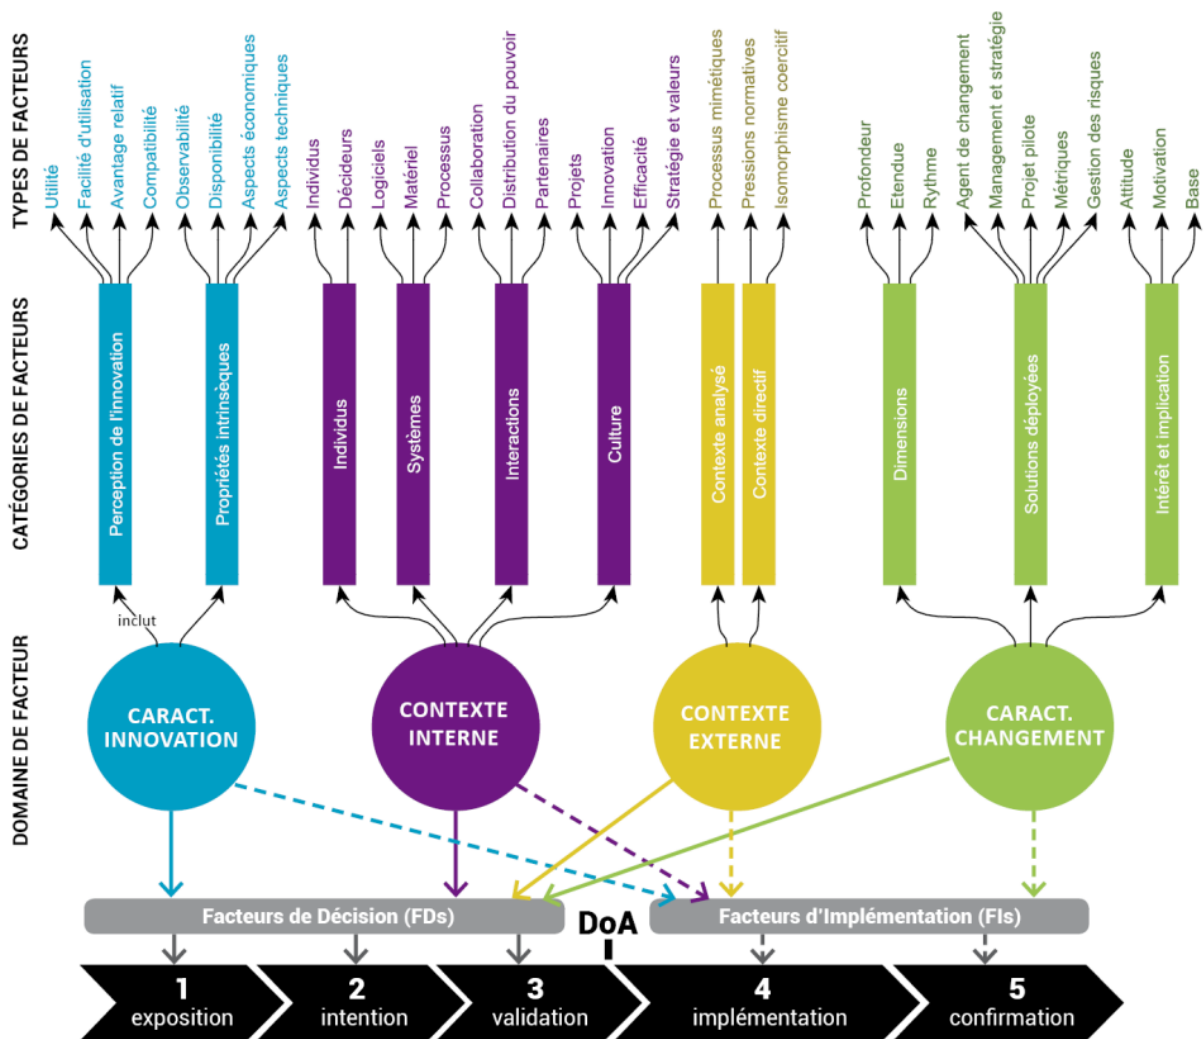 TYPES DE FACTEURS
Utilité
Facilité d'utilisation
Avantage relatif
Compatibilité
Observabilité
Disponibilité
Aspects économiques
Aspects techniques
Individus
Décideurs
Logiciels
Matériel
Processus
Collaboration
Distribution du pouvoir
Partenaires
Projets
Innovation
Efficacité
Stratégie et valeurs
Processus mimétiques
Pressions normatives
Isomorphisme coercitif
Profondeur
Etendue
Rythme
Agent de changement
Management et stratégie
Projet pilote
Métriques
Gestion des risques
Attitude
Motivation
Base
CATÉGORIES DE FACTEURS
Perception de l'innovation
Propriétés intrinsèques
Individus
Systèmes
Interactions
Culture
Contexte analysé
Contexte directif
Dimensions
Solutions déployées
Intérêt et implication
inclut
DOMAINE DE FACTEUR
CARACT.
INNOVATION
CONTEXTE
INTERNE
CONTEXTE
EXTERNE
CARACT.
CHANGEMENT
Facteurs de Décision (FDs)
DoA
Facteurs d'Implémentation (FIs)
1
exposition
2
intention
3
validation
4
implémentation
5
confirmation